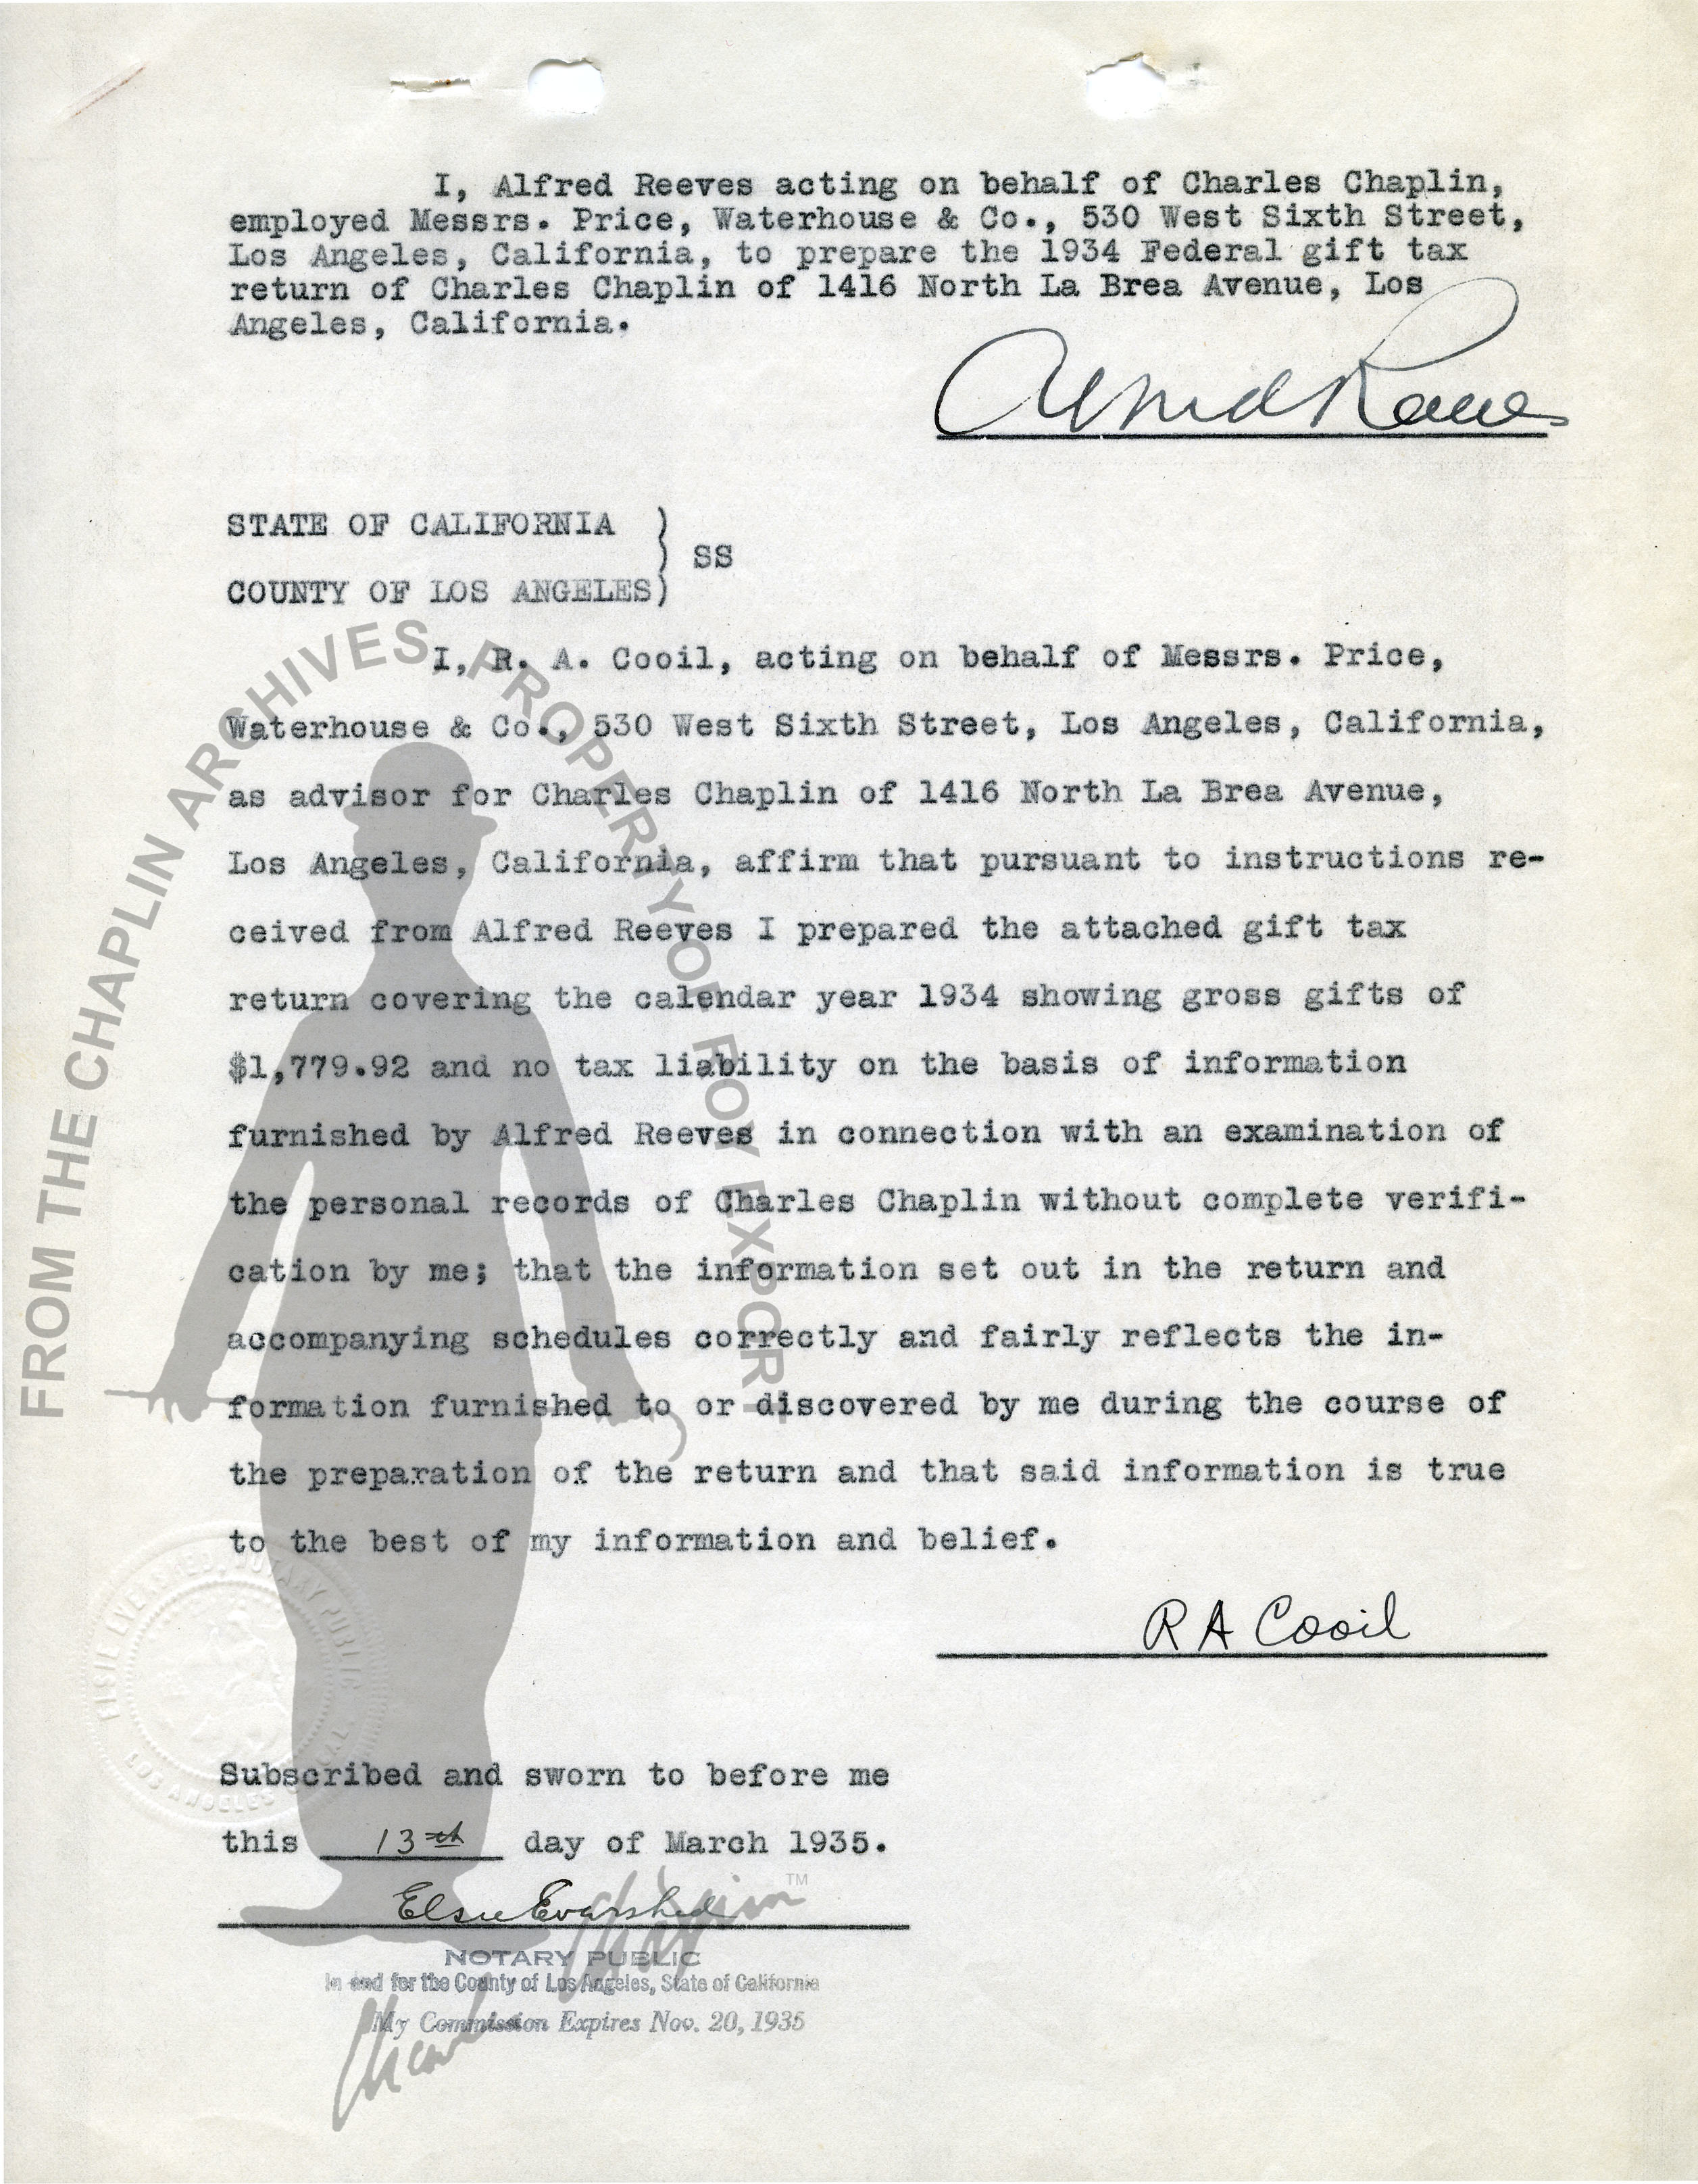 I, Alfred Reeves acting on behalf of Charles Chaplin,
employed Messrs. Price, Waterhouse & Co., 530 West Sixth Street,
Los Angeles, California, to prepare the 1934 Federal gift tax
return of Charles Chaplin of 1416 North La Brea Avenue, Los
Angeles, California.
Alfred Reeves
STATE OF CALIFORNIA )
) SS
COUNTY OF LOS ANGELES)
I, R. A. Cooil, acting on behalf of Messrs. Price,
Waterhouse & Co., 530 West Sixth Street, Los Angeles, California,
as advisor for Charles Chaplin of 1416 North La Brea Avenue,
Los Angeles, California, affirm that pursuant to instructions re-
ceived from Alfred Reeves I prepared the attached gift tax
return covering the calendar year 1934 showing gross gifts of
$1,779.92 and no tax liability on the basis of information
furnished by Alfred Reeves in connection with an examination of
the personal records of Charles Chaplin without complete verifi-
cation by me; that the information set out in the return and
accompanying schedules correctly and fairly reflects the in-
formation furnished to or discovered by me during the course of
the preparation of the return and that said information is true
to the best of my information and belief.
R A Cooil
Subscribed and sworn to before me
this 13th day of March 1935.
Elsie Evershed
NOTARY PUBLIC
In and for the County of Los Angeles, State of California
My Commission Expires Nov. 20, 1935
FROM THE CHAPLIN ARCHIVES, PROPERTY OF ROY EXPORT
Charles Chaplin ™
ELSIE EVERSHED, NOTARY PUBLIC
LOS ANGELES